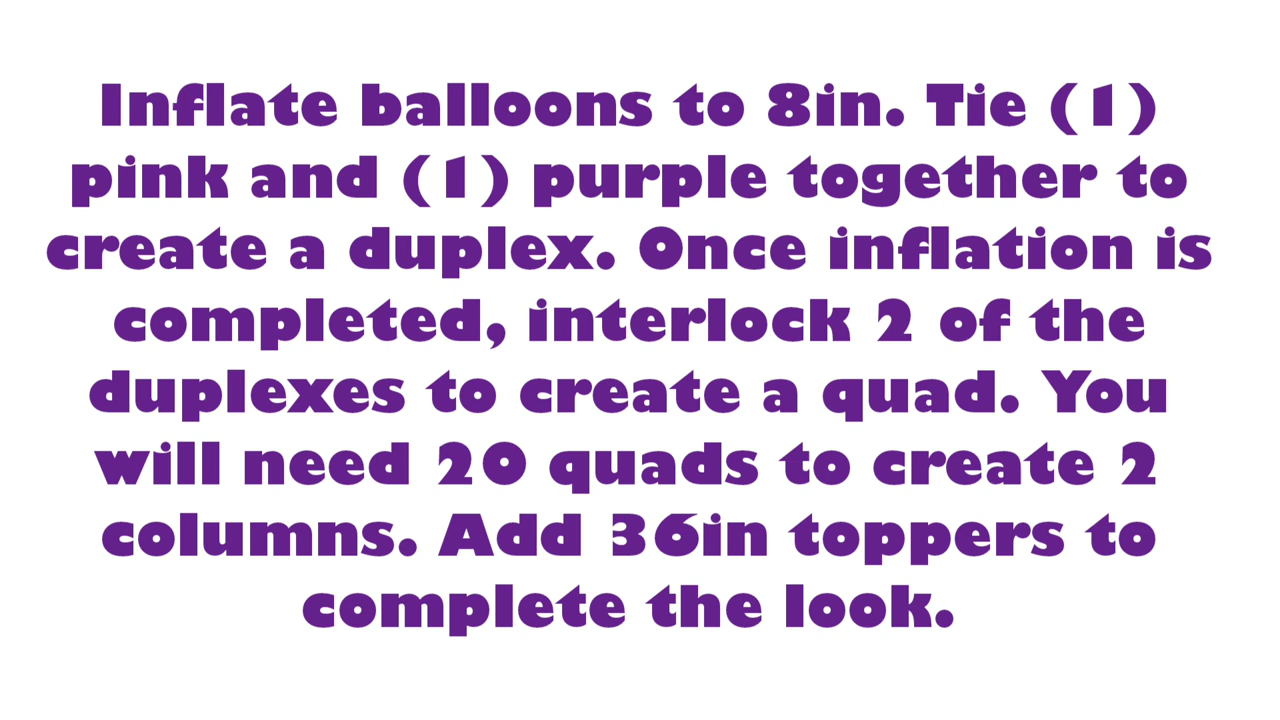 Inflate balloons to 8in. Tie (1)
pink and (1) purple together to
create a duplex. Once inflation is
completed, interlock 2 of the
duplexes to create a quad. You
will need 20 quads to create 2
columns. Add 36in toppers to
complete the look.